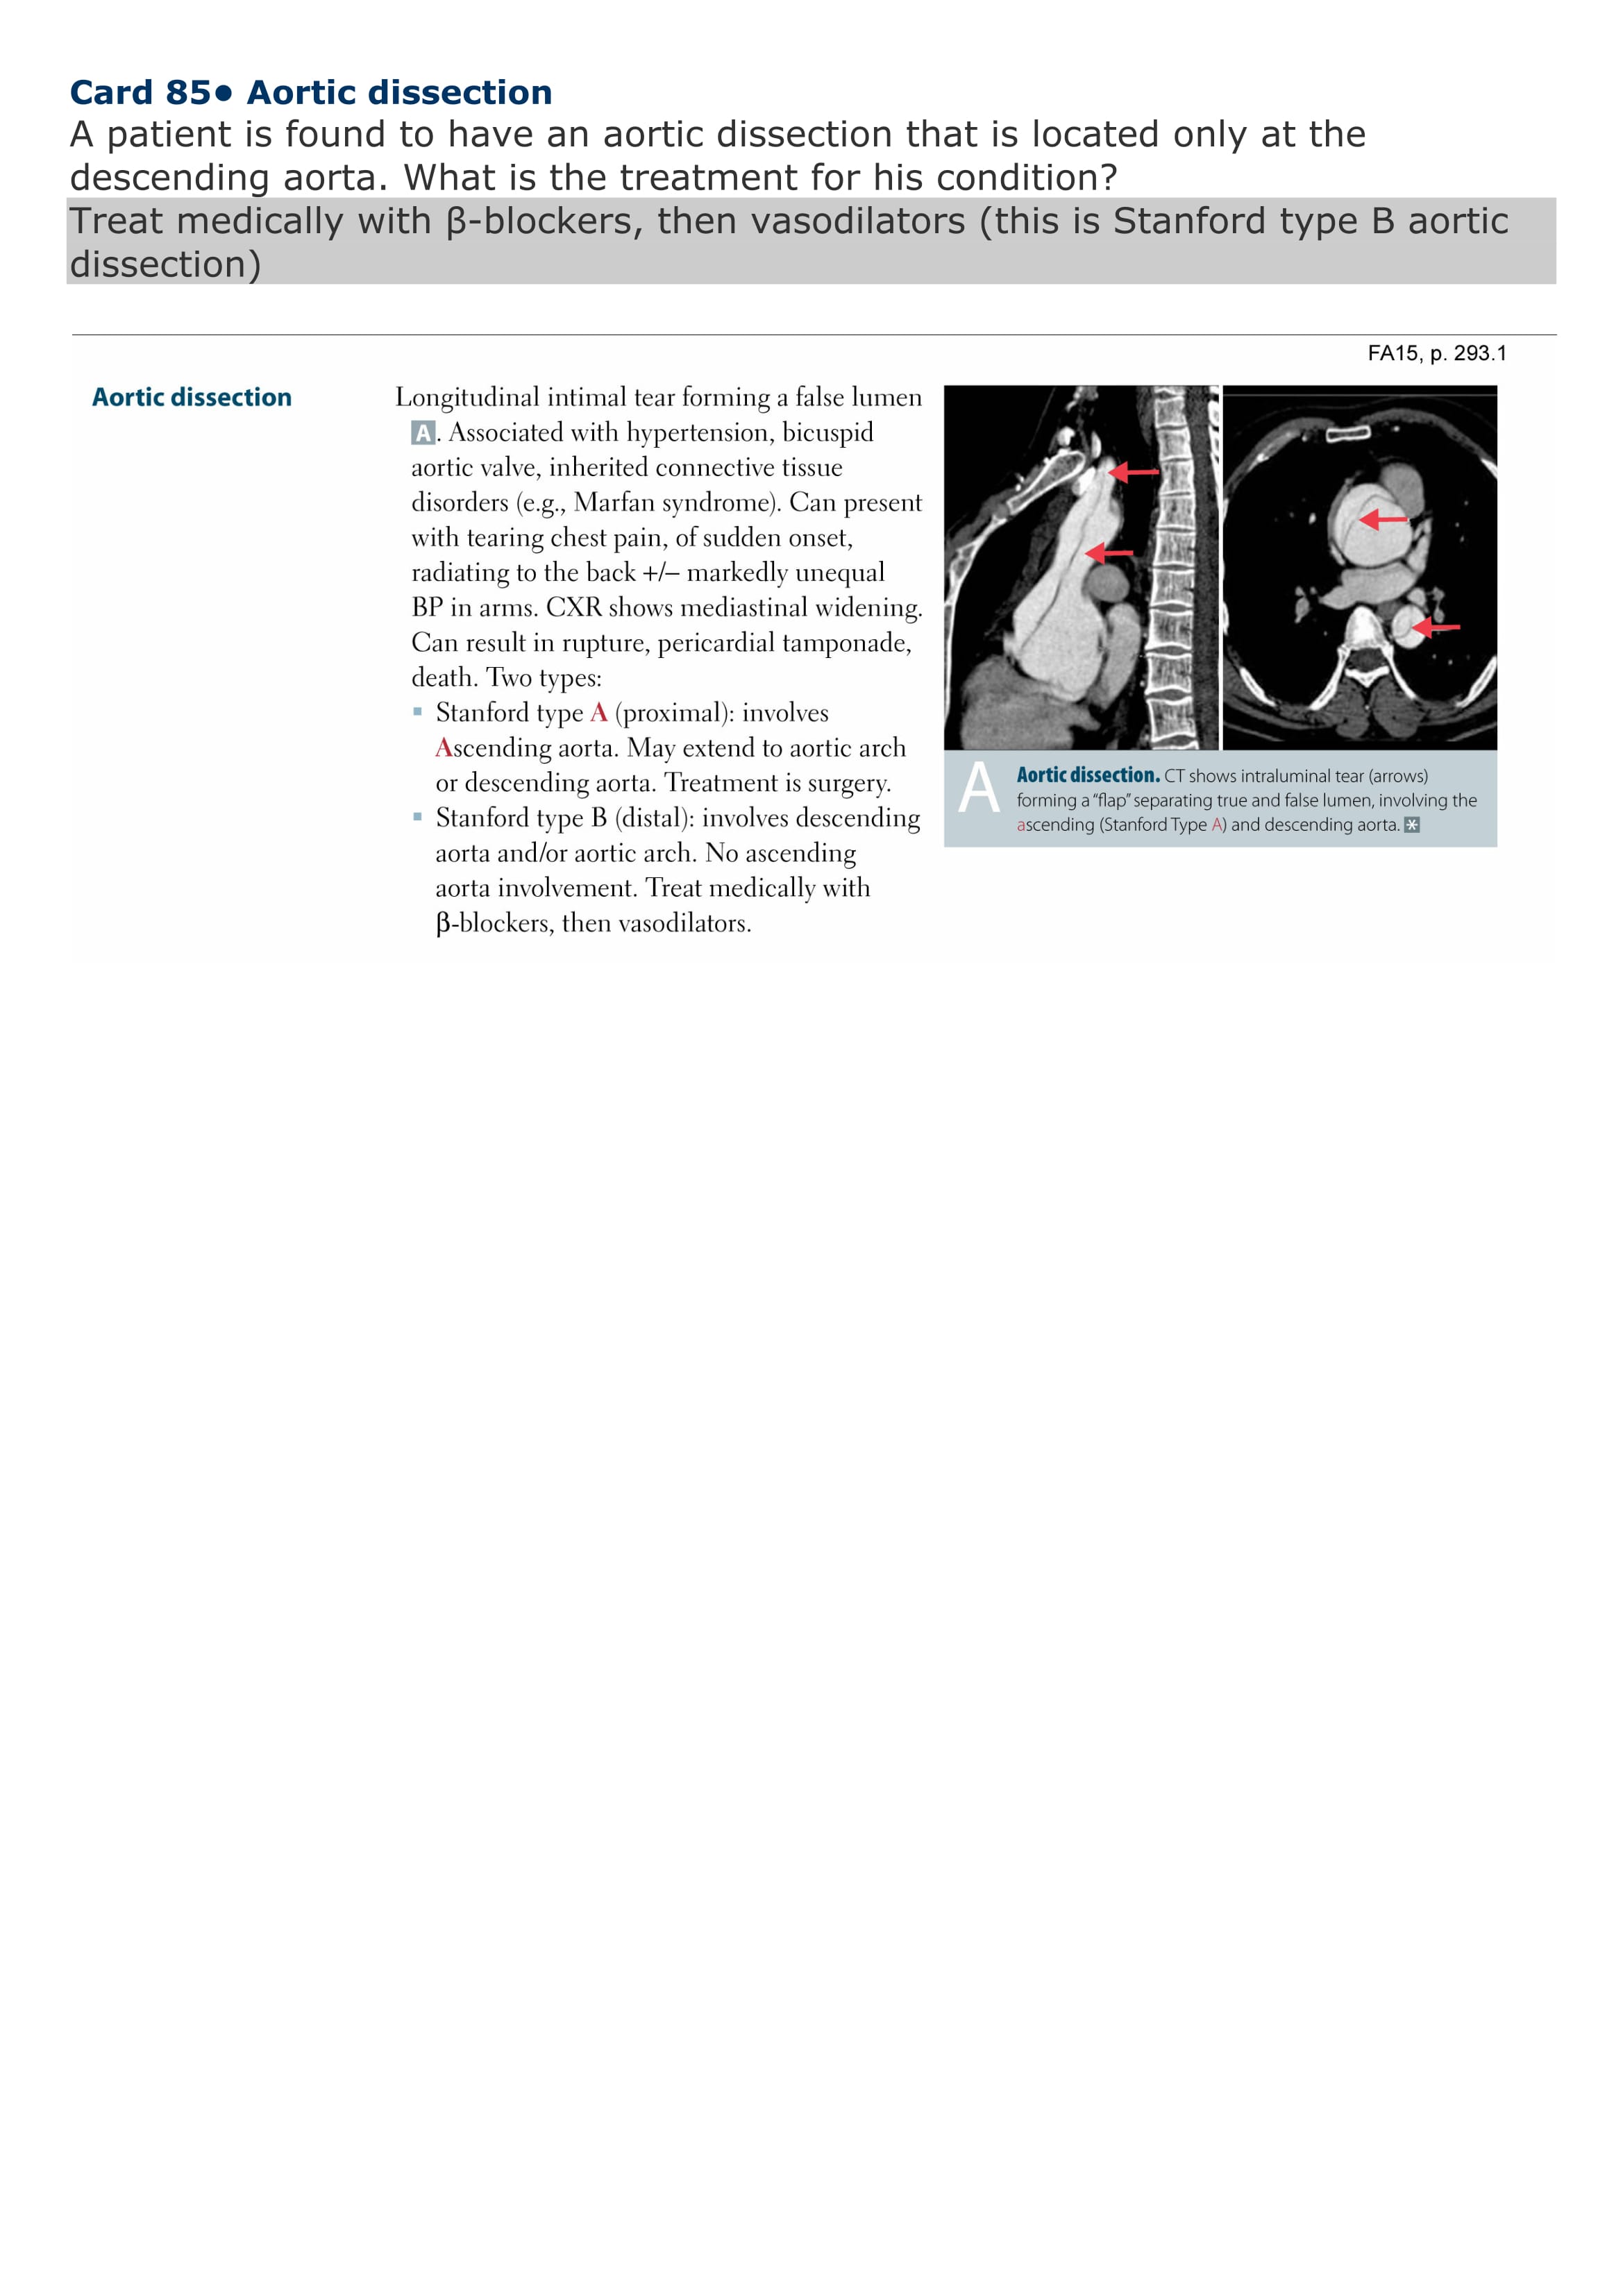 Card 85● Aortic dissection
A patient is found to have an aortic dissection that is located only at the
descending aorta. What is the treatment for his condition?
Treat medically with β-blockers, then vasodilators (this is Stanford type B aortic
dissection)
FA15, p. 293.1
Aortic dissection
Longitudinal intimal tear forming a false lumen
A. Associated with hypertension, bicuspid
aortic valve, inherited connective tissue
disorders (e.g., Marfan syndrome). Can present
with tearing chest pain, of sudden onset,
radiating to the back +/– markedly unequal
BP in arms. CXR shows mediastinal widening.
Can result in rupture, pericardial tamponade,
death. Two types:
▪ Stanford type A (proximal): involves
Ascending aorta. May extend to aortic arch
or descending aorta. Treatment is surgery.
▪ Stanford type B (distal): involves descending
aorta and/or aortic arch. No ascending
aorta involvement. Treat medically with
β-blockers, then vasodilators.
A
Aortic dissection. CT shows intraluminal tear (arrows)
forming a “flap” separating true and false lumen, involving the
ascending (Stanford Type A) and descending aorta. *